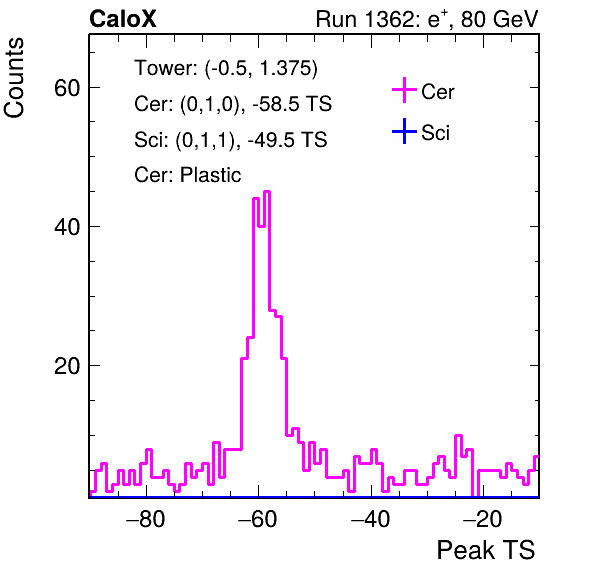 CaloX Run 1362: e+, 80 GeV
Counts
Tower: (-0.5, 1.375)
Cer: (0,1,0), -58.5 TS
Sci: (0,1,1), -49.5 TS
Cer: Plastic
Cer
Sci
60
40
20
−80 −60 −40 −20
Peak TS